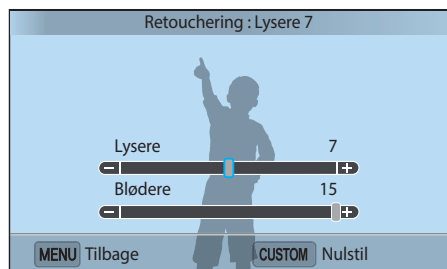 Retouchering : Lysere 7
Lysere 7
Blødere 15
MENU Tilbage CUSTOM Nulstil